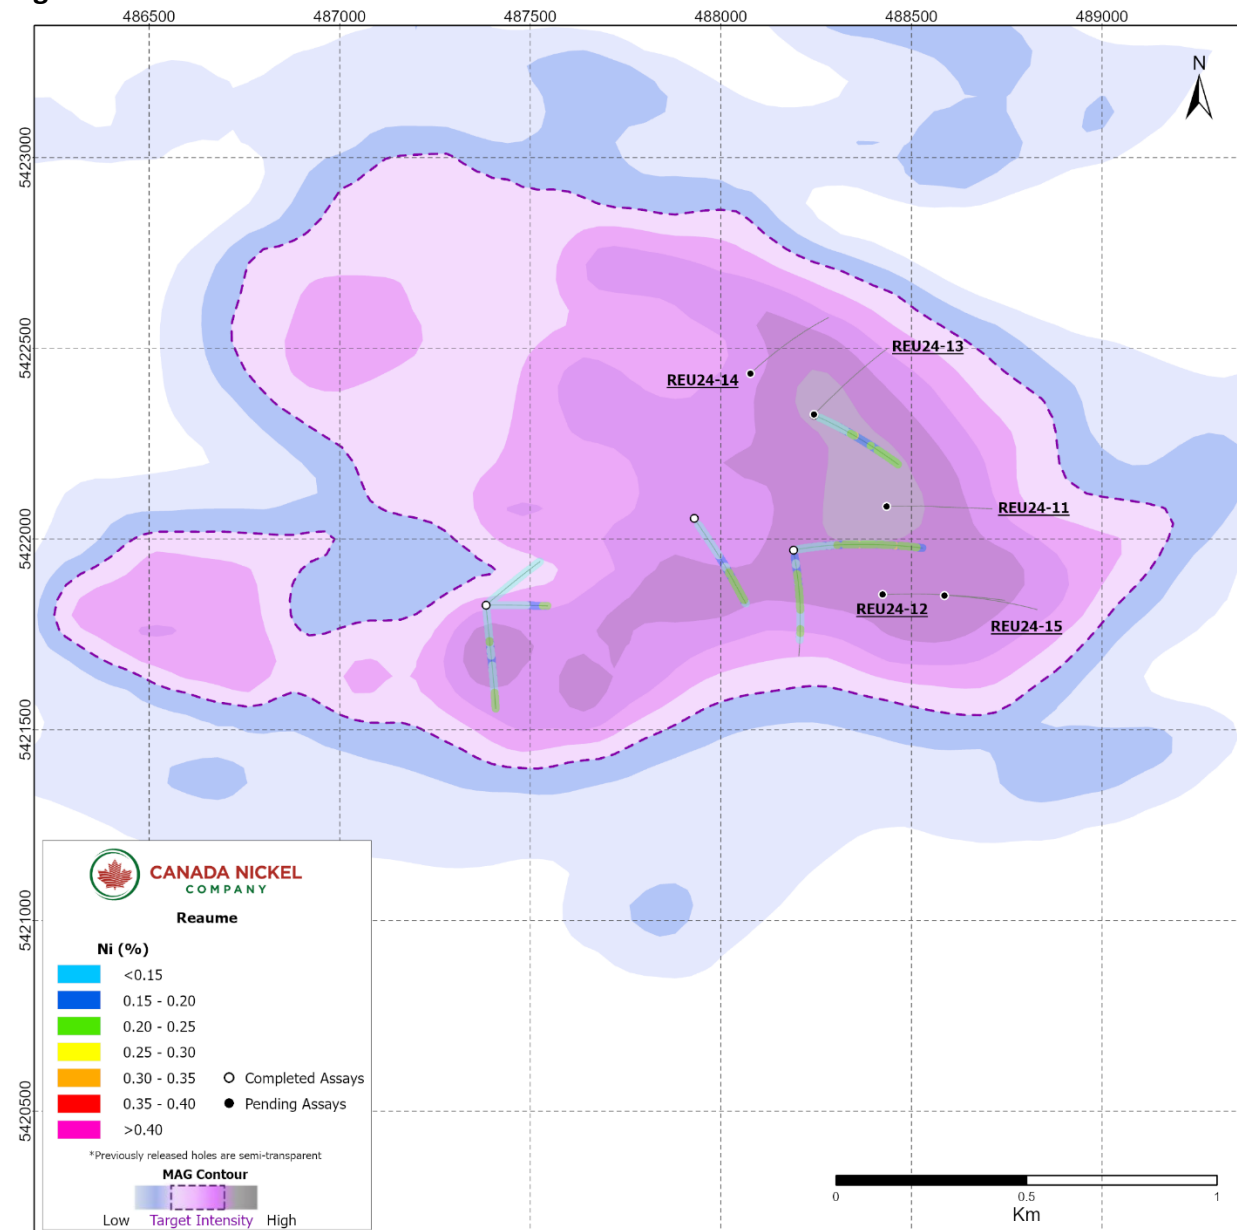 486500 487000 487500 488000 488500 489000
N
5423000
5422500
REU24-13
REU24-14
REU24-11
5422000
REU24-12
REU24-15
5421500
CANADA NICKEL
COMPANY
Reaume
5421000
Ni (%)
<0.15
0.15 - 0.20
0.20 - 0.25
0.25 - 0.30
0.30 - 0.35 Completed Assays
0.35 - 0.40 Pending Assays
>0.40
5420500
*Previously released holes are semi-transparent
MAG Contour
Low Target Intensity High
0 0.5 1
Km